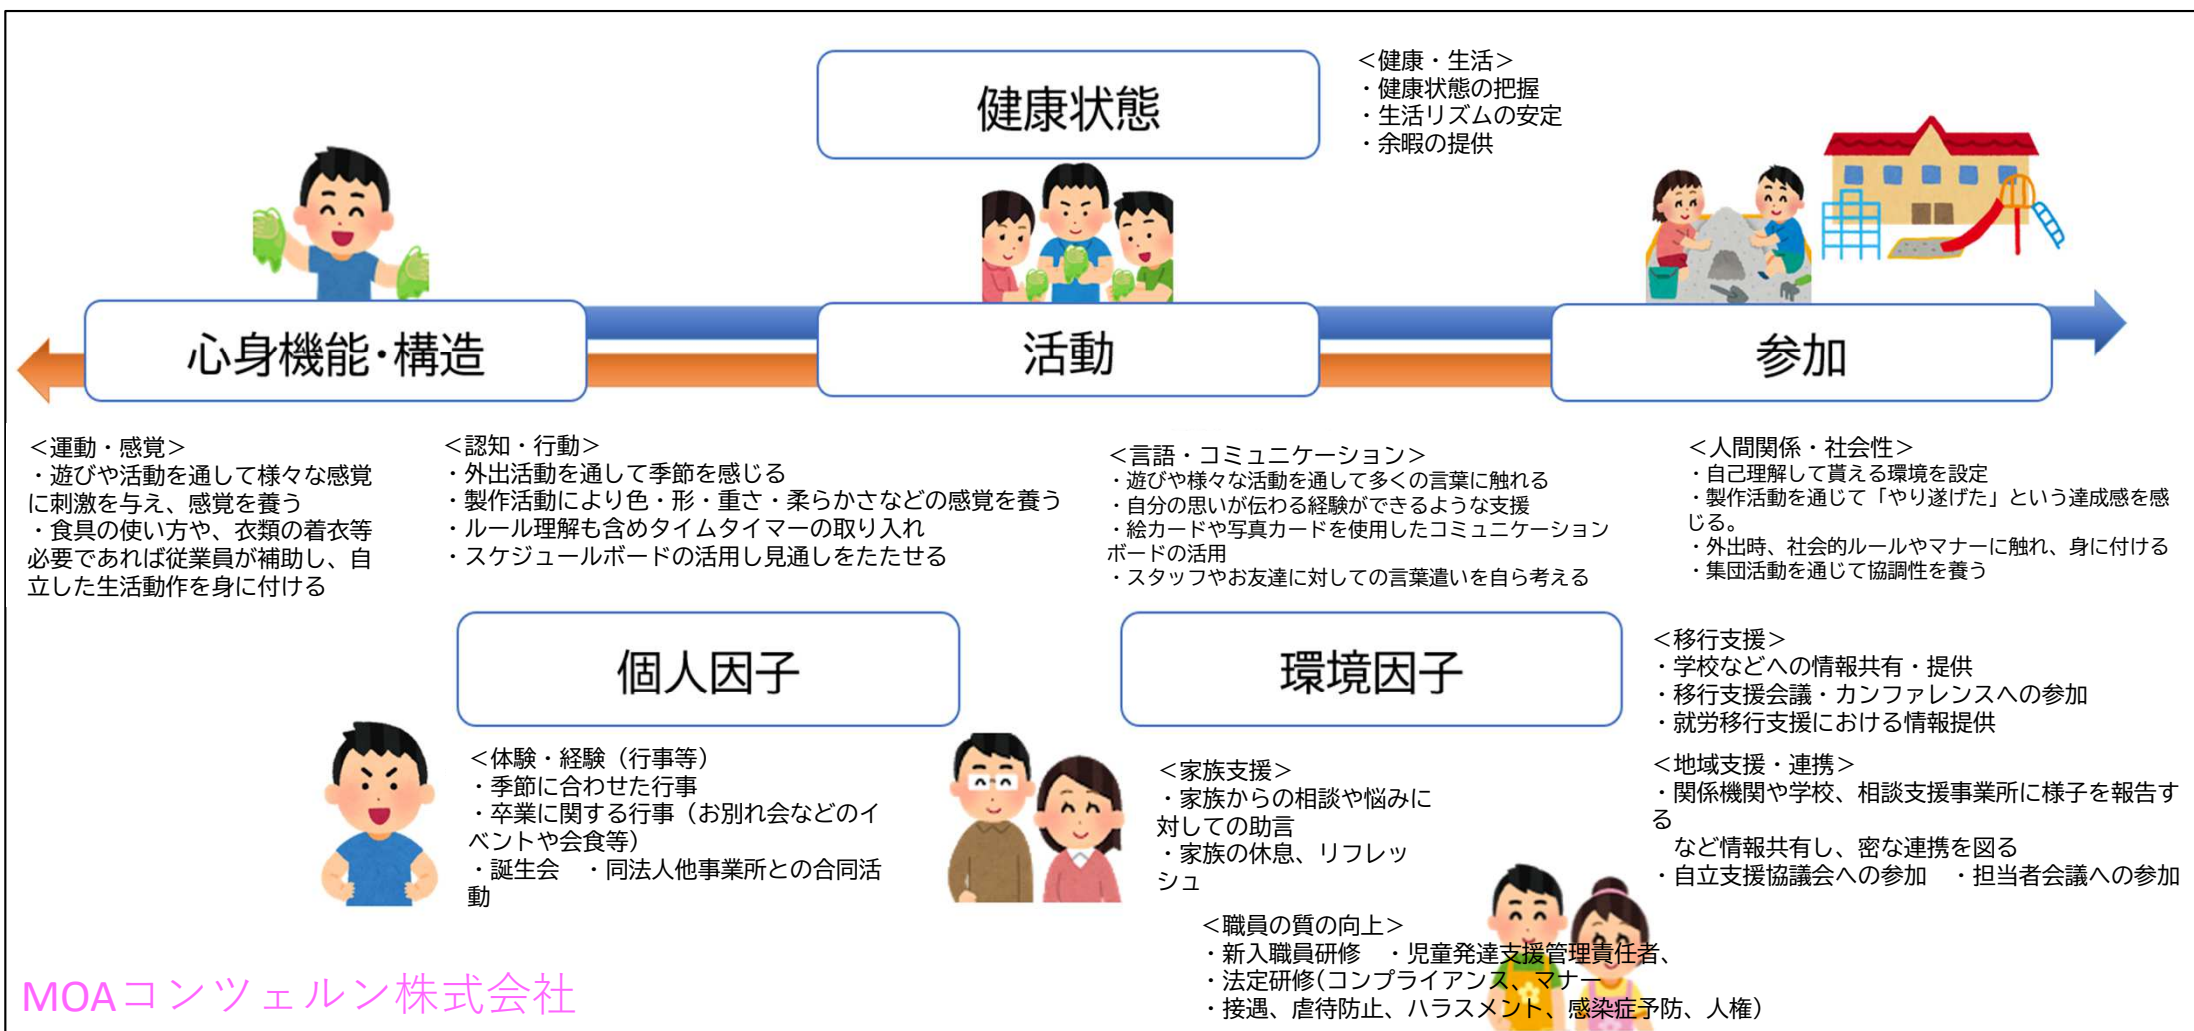 健康状態
＜健康・生活＞
・健康状態の把握
・生活リズムの安定
・余暇の提供
心身機能・構造
活動
参加
＜運動・感覚＞
・遊びや活動を通して様々な感覚
に刺激を与え、感覚を養う
・食具の使い方や、衣類の着衣等
必要であれば従業員が補助し、自
立した生活動作を身に付ける
＜認知・行動＞
・外出活動を通して季節を感じる
・製作活動により色・形・重さ・柔らかさなどの感覚を養う
・ルール理解も含めタイムタイマーの取り入れ
・スケジュールボードの活用し見通しをたたせる
＜言語・コミュニケーション＞
・遊びや様々な活動を通して多くの言葉に触れる
・自分の思いが伝わる経験ができるような支援
・絵カードや写真カードを使用したコミュニケーション
ボードの活用
・スタッフやお友達に対しての言葉遣いを自ら考える
＜人間関係・社会性＞
・自己理解して貰える環境を設定
・製作活動を通じて「やり遂げた」という達成感を感
じる。
・外出時、社会的ルールやマナーに触れ、身に付ける
・集団活動を通じて協調性を養う
個人因子
＜体験・経験（行事等）
・季節に合わせた行事
・卒業に関する行事（お別れ会などのイ
ベントや会食等）
・誕生会　・同法人他事業所との合同活
動
環境因子
＜家族支援＞
・家族からの相談や悩みに
対しての助言
・家族の休息、リフレッ
シュ
＜移行支援＞
・学校などへの情報共有・提供
・移行支援会議・カンファレンスへの参加
・就労移行支援における情報提供
＜地域支援・連携＞
・関係機関や学校、相談支援事業所に様子を報告す
る
など情報共有し、密な連携を図る
・自立支援協議会への参加　・担当者会議への参加
＜職員の質の向上＞
・新入職員研修　・児童発達支援管理責任者、
・法定研修(コンプライアンス、マナー
・接遇、虐待防止、ハラスメント、感染症予防、人権）
MOAコンツェルン株式会社